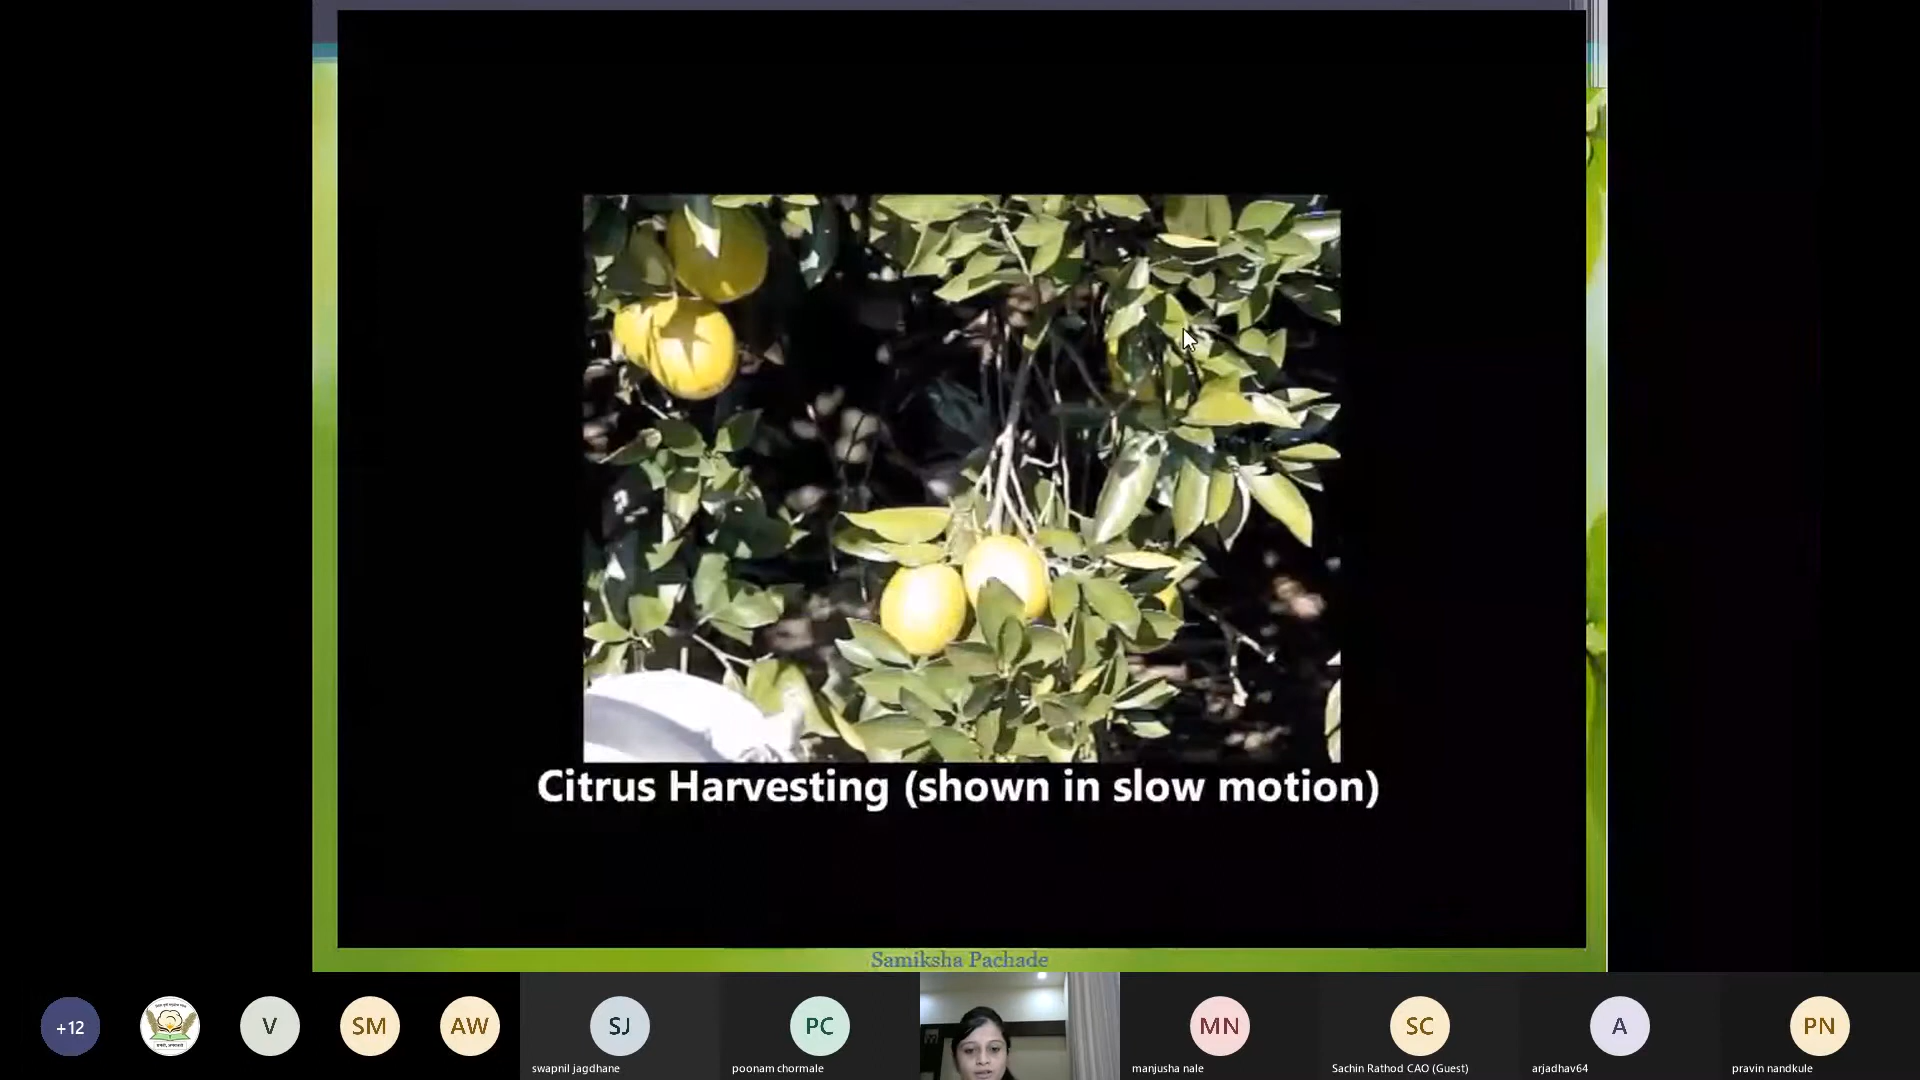 Citrus Harvesting (shown in slow motion)
Samiksha Pachade
+12
V
SM
AW
SJ
swapnil jagdhane
PC
poonam chormale
MN
manjusha nale
SC
Sachin Rathod CAO (Guest)
A
arjadhav64
PN
pravin nandkule